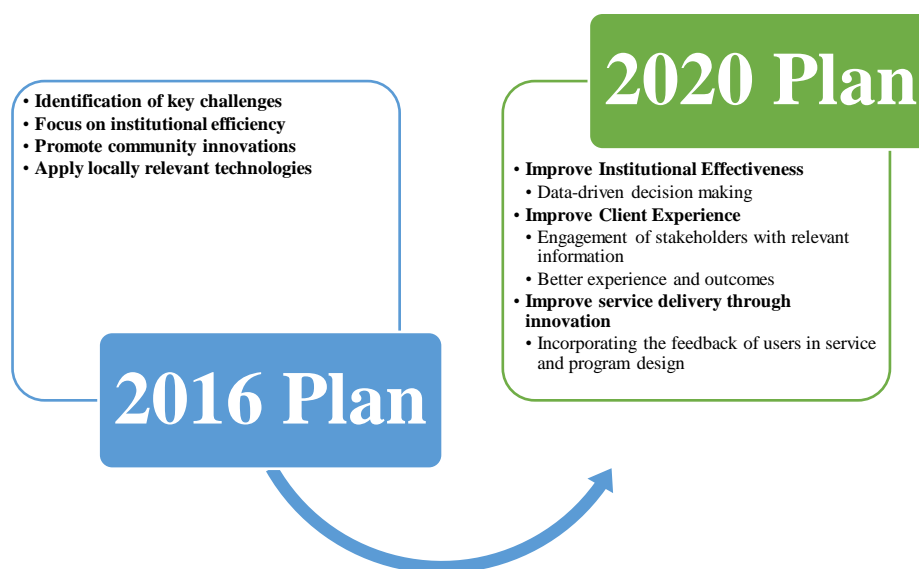 • Identification of key challenges
• Focus on institutional efficiency
• Promote community innovations
• Apply locally relevant technologies
2016 Plan
2020 Plan
• Improve Institutional Effectiveness
• Data-driven decision making
• Improve Client Experience
• Engagement of stakeholders with relevant
information
• Better experience and outcomes
• Improve service delivery through
innovation
• Incorporating the feedback of users in service
and program design